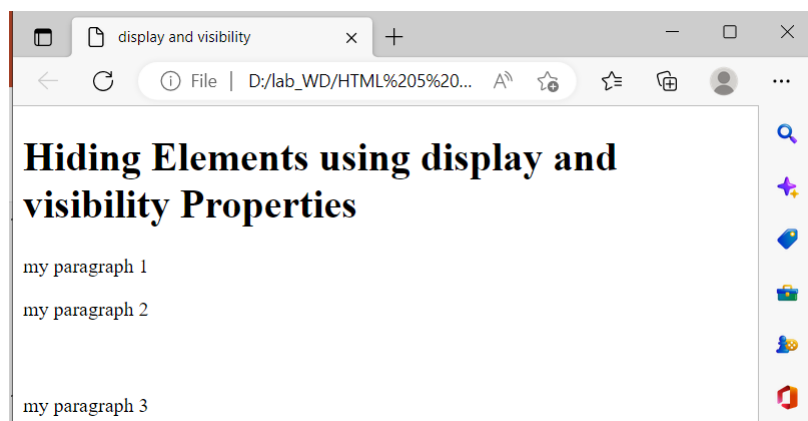 display and visibility
File | D:/lab_WD/HTML%205%20...
Hiding Elements using display and
visibility Properties
my paragraph 1
my paragraph 2
my paragraph 3